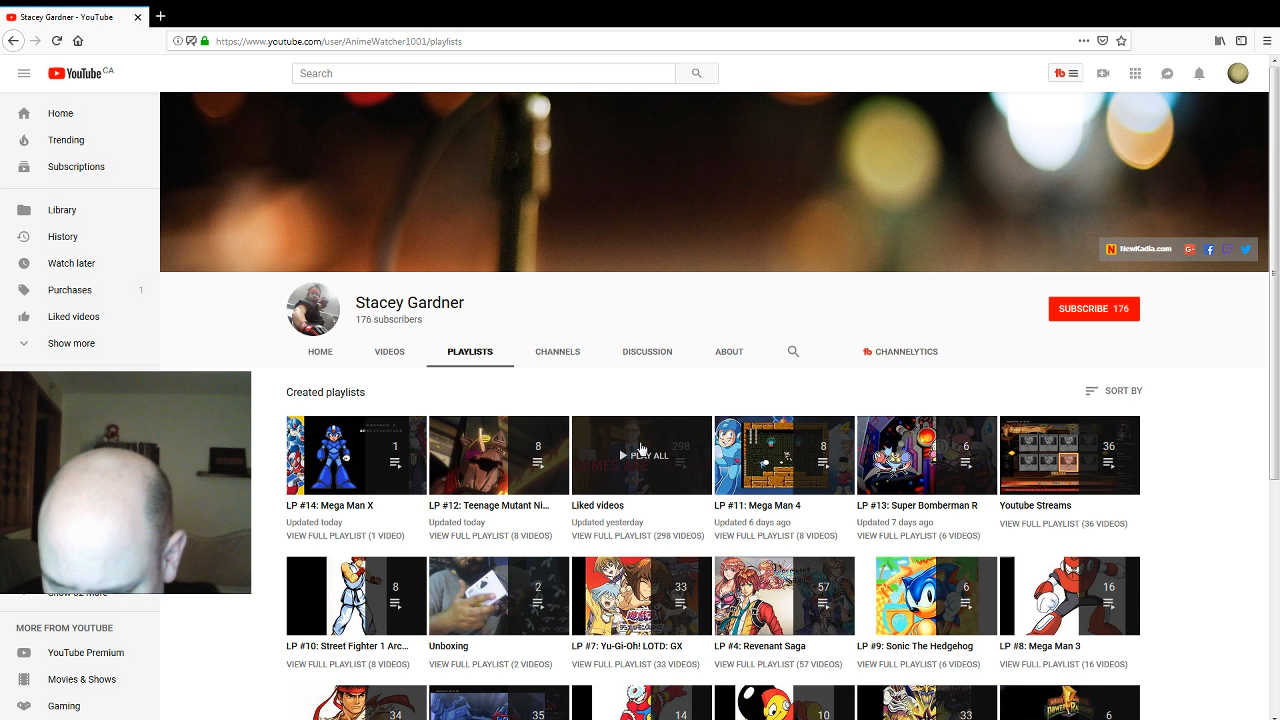 Stacey Gardner - YouTube
https://www.youtube.com/user/AnimeWatcher1001/playlists
YouTube CA
Search
Home
Trending
Subscriptions
Library
History
Watch later
Purchases 1
Liked videos
Show more
NewKadia.com
Stacey Gardner
176 subscribers
SUBSCRIBE 176
HOME VIDEOS PLAYLISTS CHANNELS DISCUSSION ABOUT CHANNELYTICS
Created playlists
SORT BY
1 8 298 8 6 36
PLAY ALL
LP #14: Mega Man X
Updated today
VIEW FULL PLAYLIST (1 VIDEO)
LP #12: Teenage Mutant Ni...
Updated today
VIEW FULL PLAYLIST (8 VIDEOS)
Liked videos
Updated yesterday
VIEW FULL PLAYLIST (298 VIDEOS)
LP #11: Mega Man 4
Updated 6 days ago
VIEW FULL PLAYLIST (8 VIDEOS)
LP #13: Super Bomberman R
Updated 7 days ago
VIEW FULL PLAYLIST (6 VIDEOS)
Youtube Streams
VIEW FULL PLAYLIST (36 VIDEOS)
8 2 33 57 6 16
LP #10: Street Fighter 1 Arc...
VIEW FULL PLAYLIST (8 VIDEOS)
Unboxing
VIEW FULL PLAYLIST (2 VIDEOS)
LP #7: Yu-Gi-Oh! LOTD: GX
VIEW FULL PLAYLIST (33 VIDEOS)
LP #4: Revenant Saga
VIEW FULL PLAYLIST (57 VIDEOS)
LP #9: Sonic The Hedgehog
VIEW FULL PLAYLIST (6 VIDEOS)
LP #8: Mega Man 3
VIEW FULL PLAYLIST (16 VIDEOS)
MORE FROM YOUTUBE
YouTube Premium
Movies & Shows
Gaming
34 35 14 10 33 6